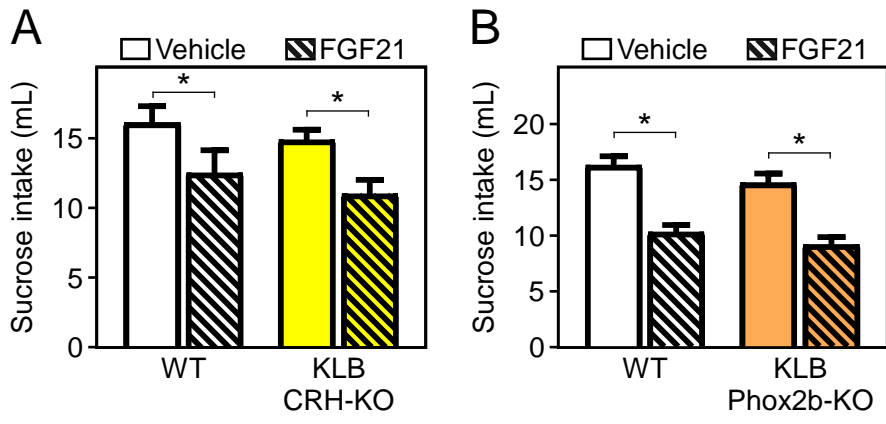 A
Vehicle FGF21
Sucrose intake (mL)
15
10
5
0
*
*
WT
KLB
CRH-KO
B
Vehicle FGF21
Sucrose intake (mL)
20
15
10
5
0
*
*
WT
KLB
Phox2b-KO